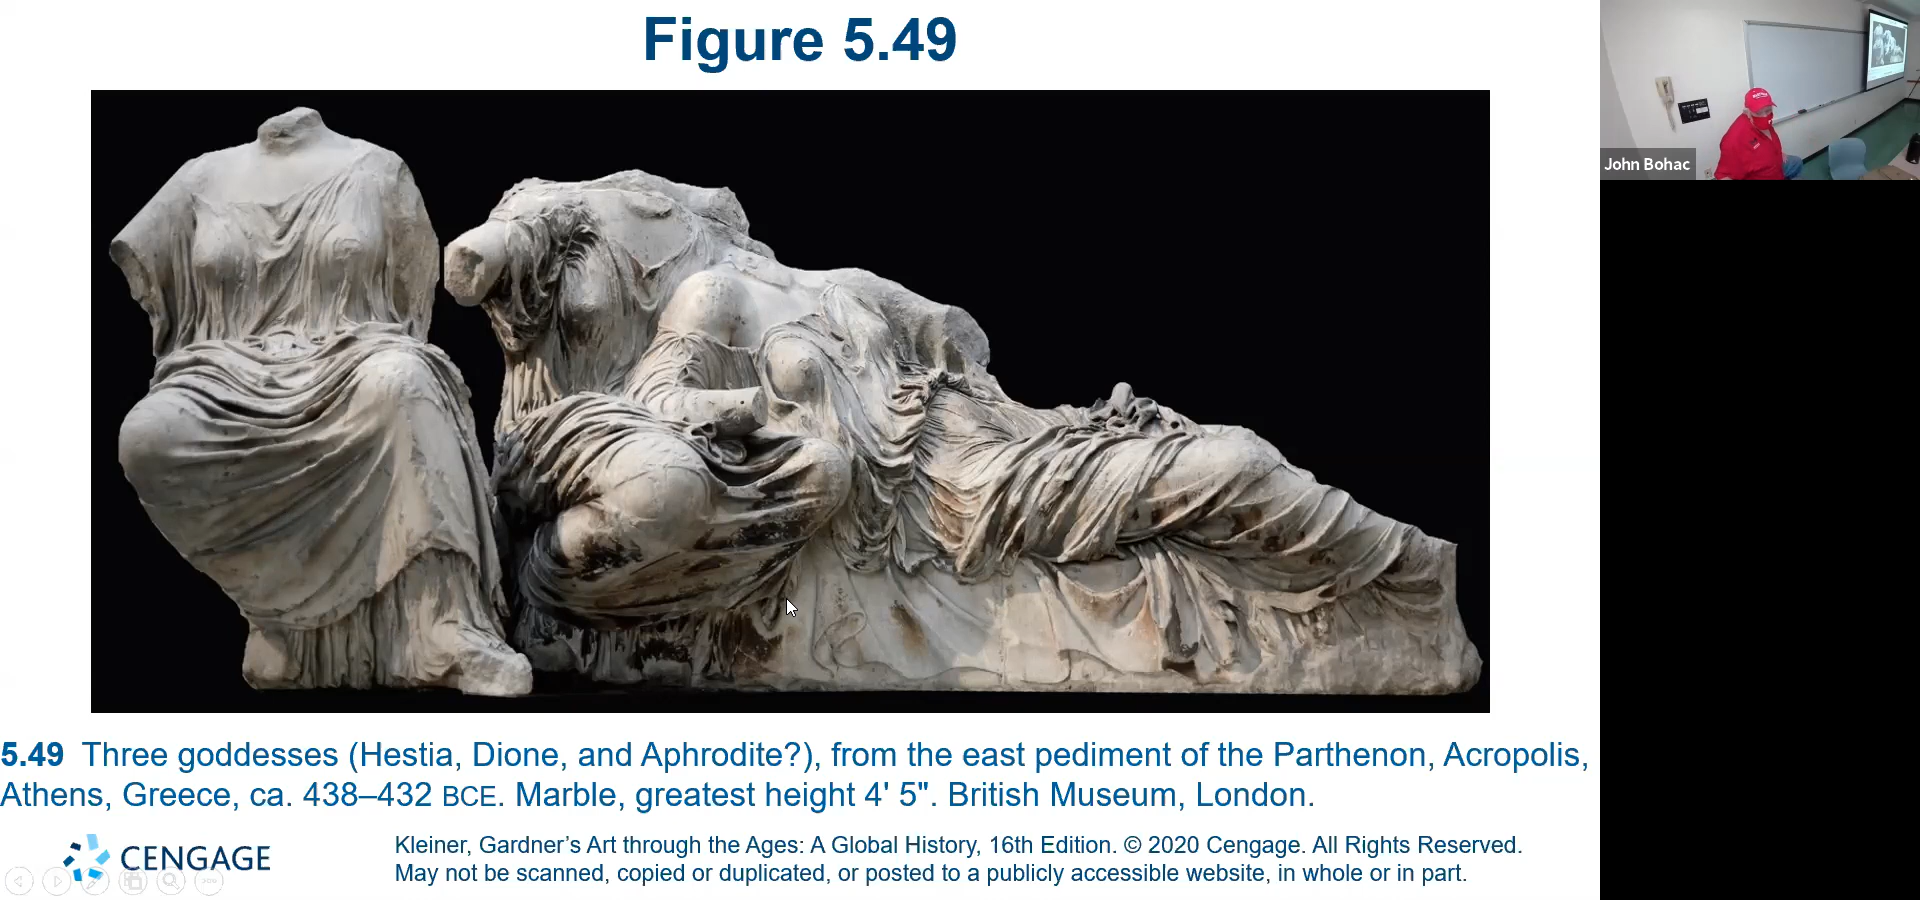 Figure 5.49
John Bohac
5.49 Three goddesses (Hestia, Dione, and Aphrodite?), from the east pediment of the Parthenon, Acropolis,
Athens, Greece, ca. 438–432 BCE. Marble, greatest height 4' 5". British Museum, London.
CENGAGE
Kleiner, Gardner’s Art through the Ages: A Global History, 16th Edition. © 2020 Cengage. All Rights Reserved.
May not be scanned, copied or duplicated, or posted to a publicly accessible website, in whole or in part.